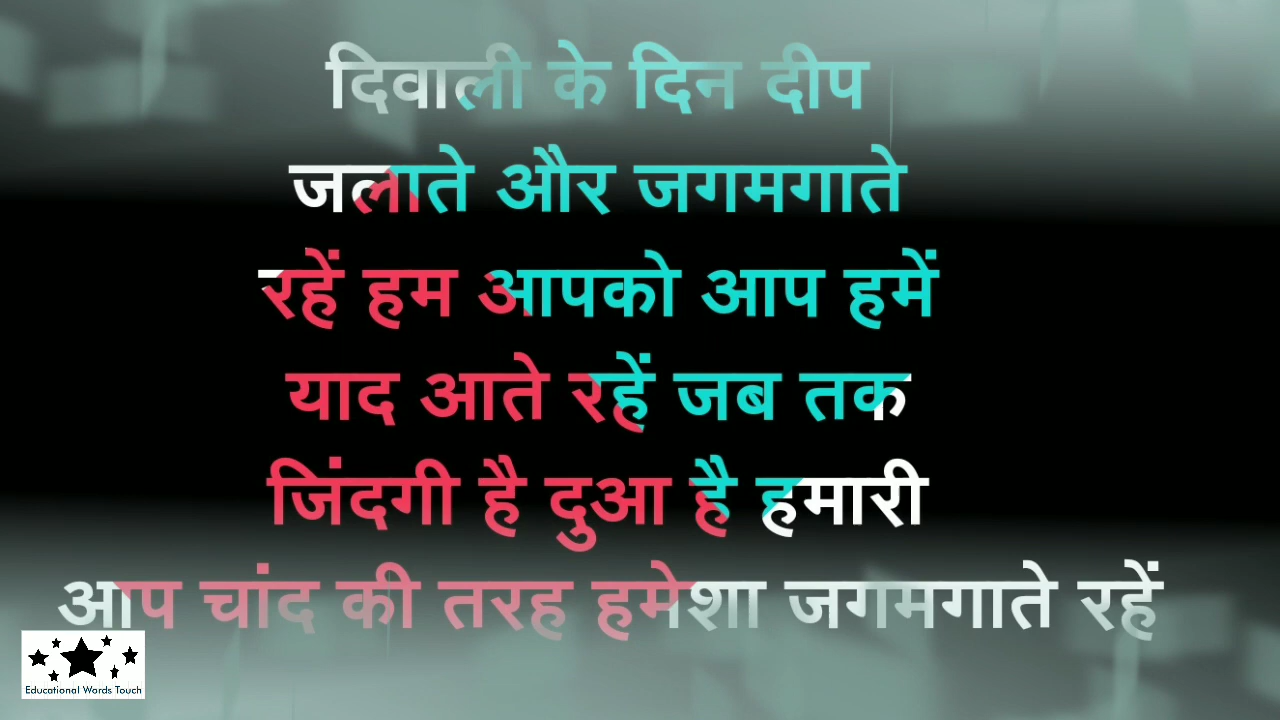 दिवाली के दिन दीप
जलाते और जगमगाते
रहें हम आपको आप हमें
याद आते रहें जब तक
जिंदगी है दुआ है हमारी
आप चांद की तरह हमेशा जगमगाते रहें
Educational Words Touch